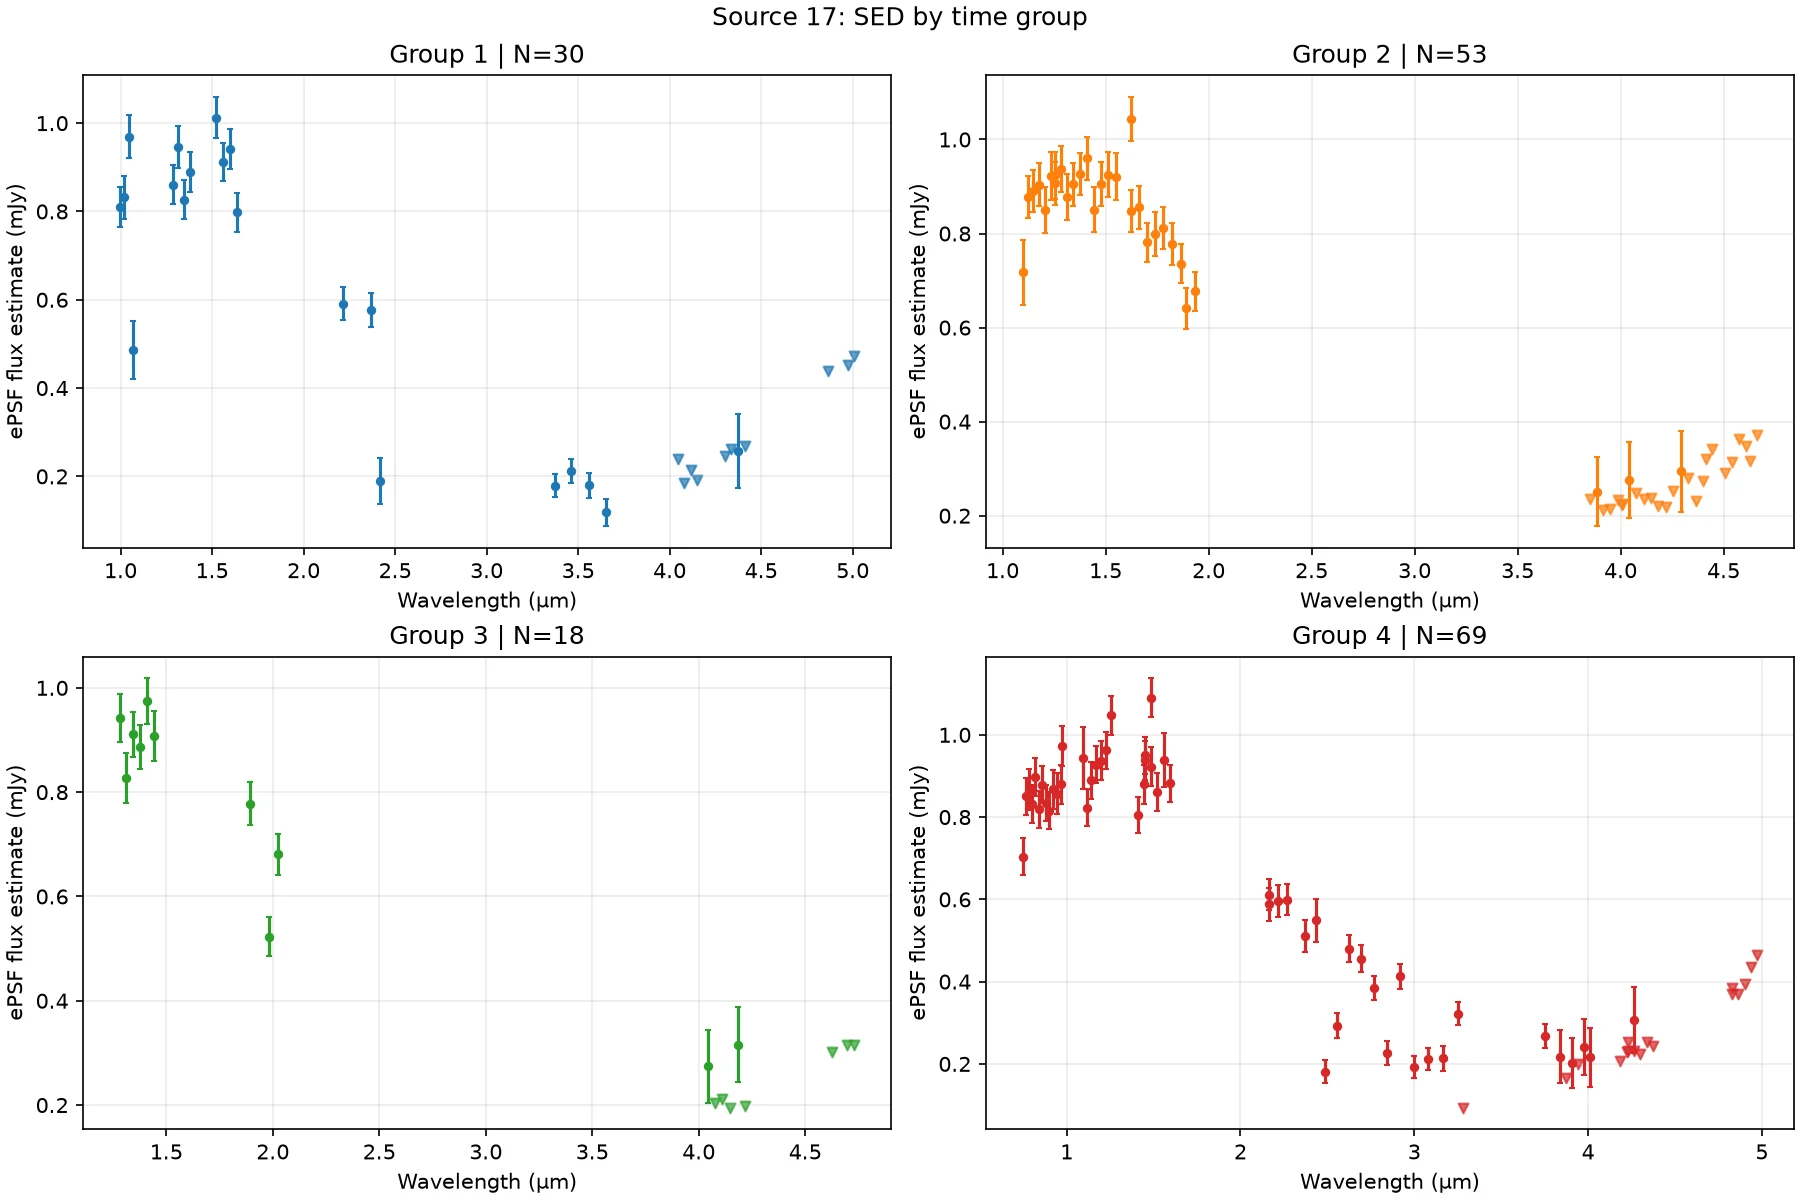 Source 17: SED by time group
Group 1 | N=30
ePSF flux estimate (mJy)
1.0
0.8
0.6
0.4
0.2
1.0 1.5 2.0 2.5 3.0 3.5 4.0 4.5 5.0
Wavelength (μm)
Group 2 | N=53
ePSF flux estimate (mJy)
1.0
0.8
0.6
0.4
0.2
1.0 1.5 2.0 2.5 3.0 3.5 4.0 4.5
Wavelength (μm)
Group 3 | N=18
ePSF flux estimate (mJy)
1.0
0.8
0.6
0.4
0.2
1.5 2.0 2.5 3.0 3.5 4.0 4.5
Wavelength (μm)
Group 4 | N=69
ePSF flux estimate (mJy)
1.0
0.8
0.6
0.4
0.2
1 2 3 4 5
Wavelength (μm)